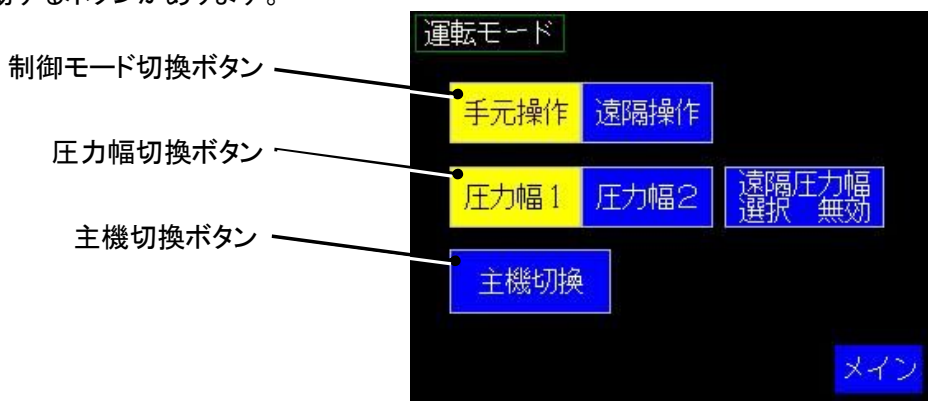 するボタンがあります。
運転モード
制御モード切換ボタン
手元操作
遠隔操作
圧力幅切換ボタン
圧力幅1
圧力幅2
遠隔圧力幅
選択 無効
主機切換ボタン
主機切換
メイン